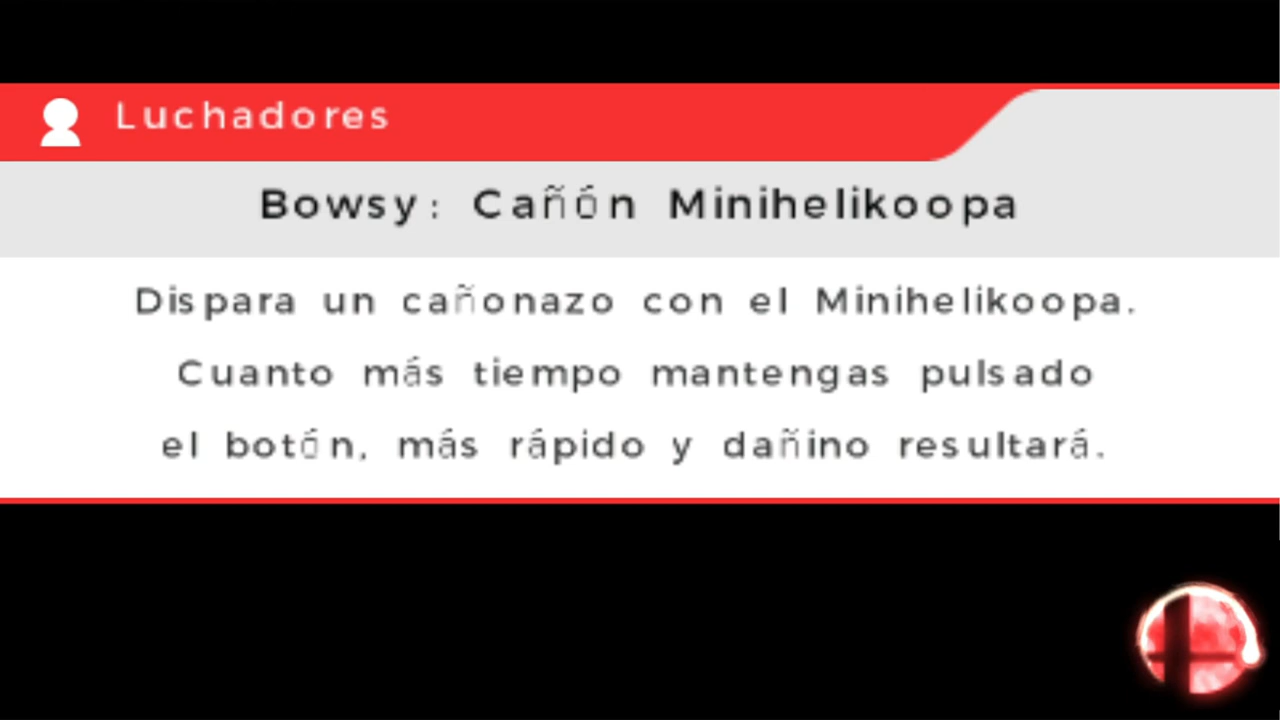 Luchadores
Bowsy: Cañón Minihelikoopa
Dispara un cañonazo con el Minihelikoopa.
Cuanto más tiempo mantengas pulsado
el botón, más rápido y dañino resultará.